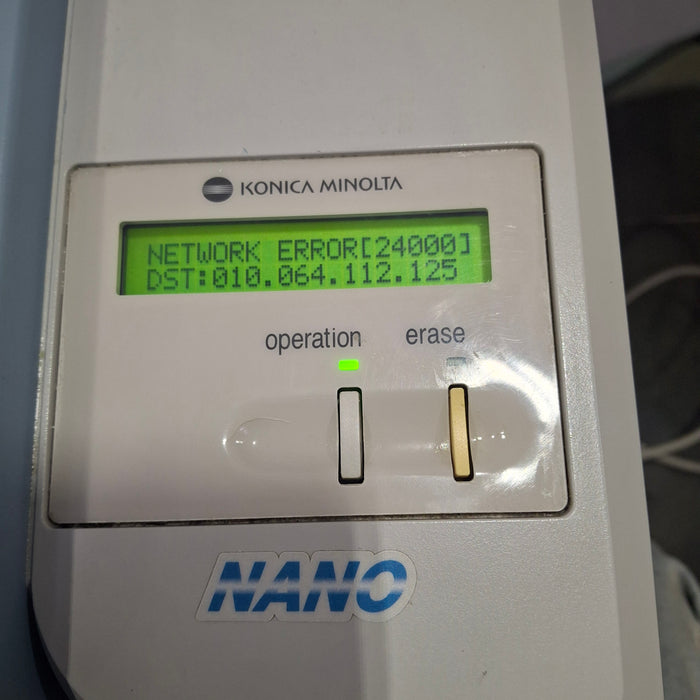 KONICA MINOLTA
NETWORK ERROR[24000]
DST:010.064.112.125
operation erase
NANO